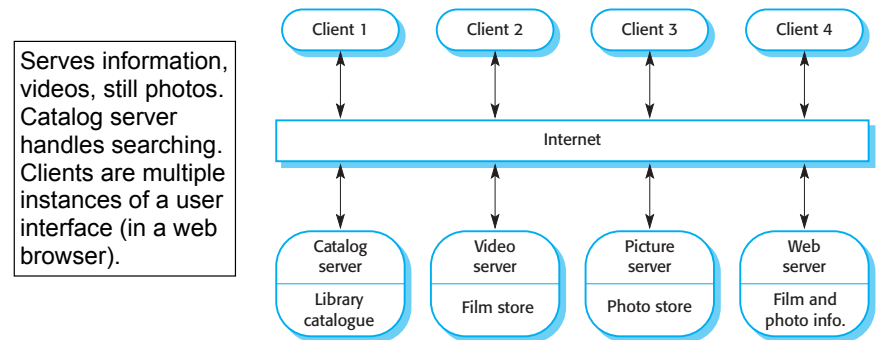 Serves information,
videos, still photos.
Catalog server
handles searching.
Clients are multiple
instances of a user
interface (in a web
browser).
Client 1
Client 2
Client 3
Client 4
Internet
Catalog
server
Library
catalogue
Video
server
Film store
Picture
server
Photo store
Web
server
Film and
photo info.